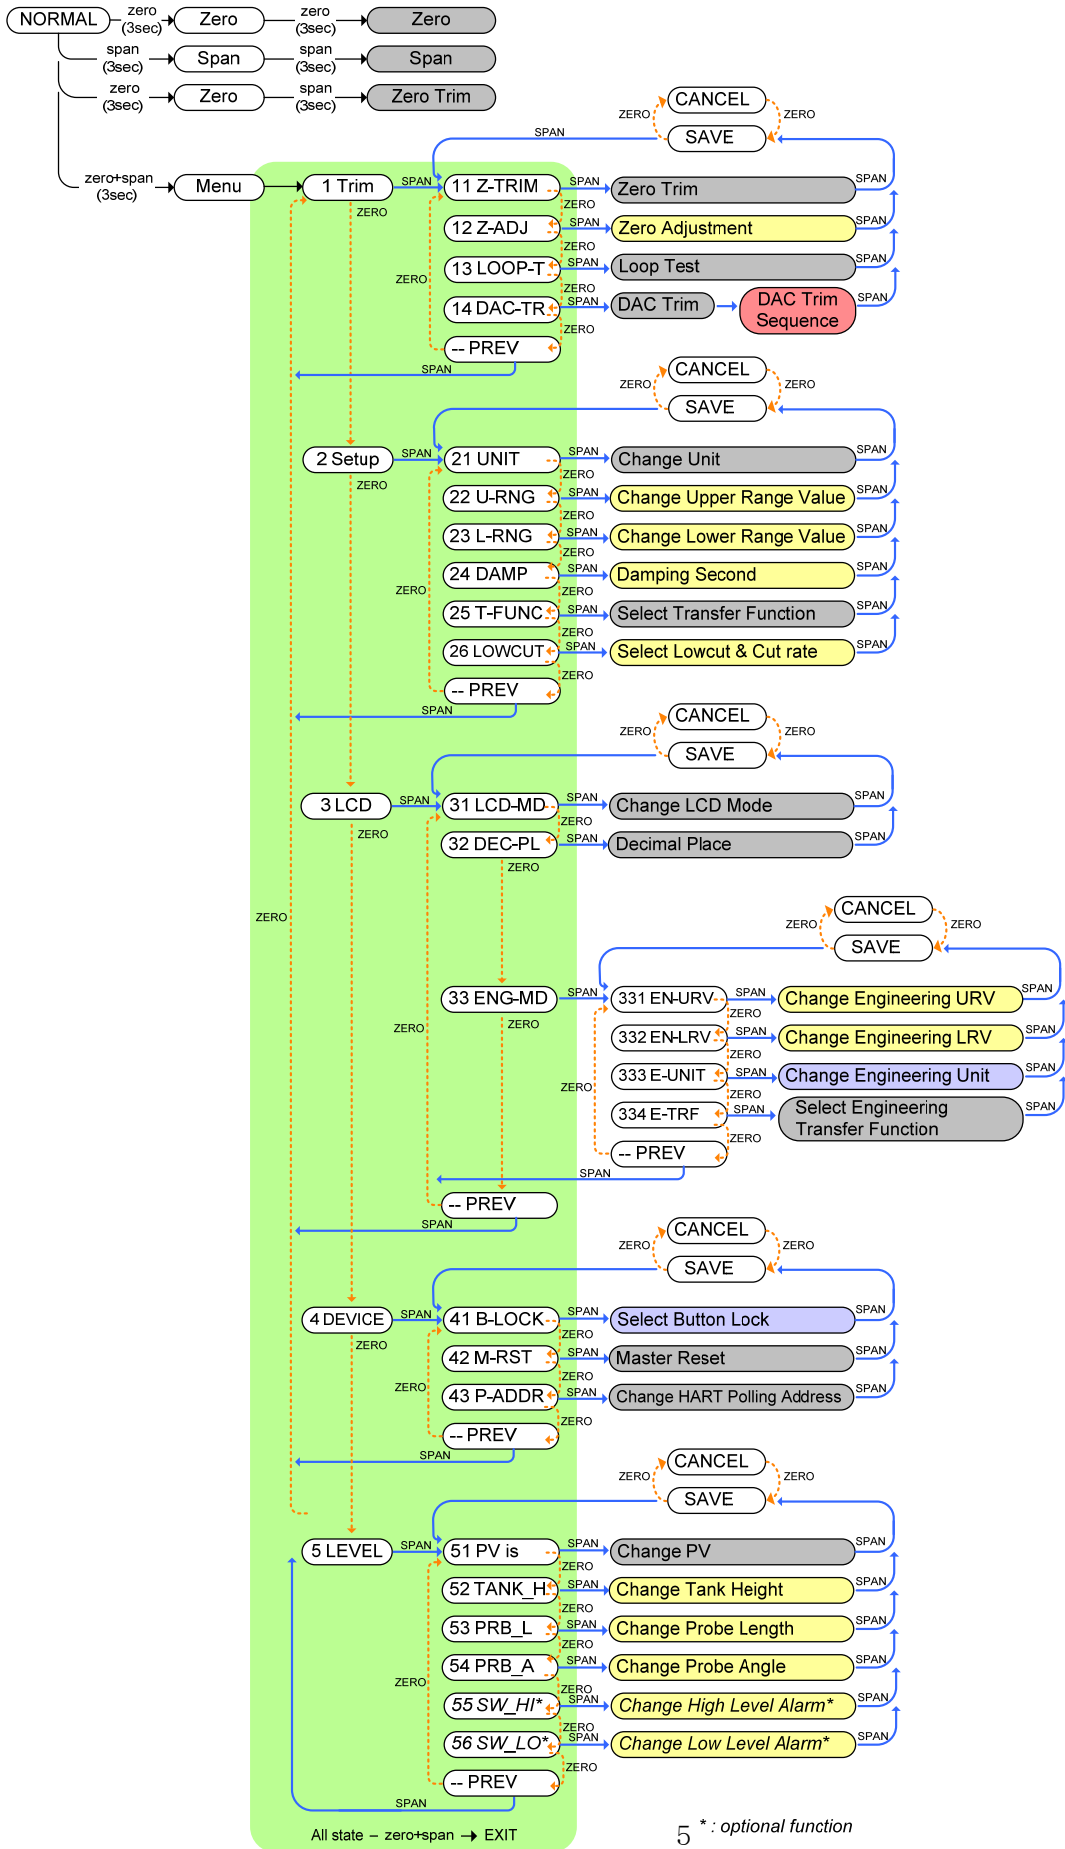 NORMAL zero (3sec) Zero zero (3sec) Zero
span (3sec) Span span (3sec) Span
zero (3sec) Zero span (3sec) Zero Trim
CANCEL
ZERO ZERO
SPAN SAVE
zero+span (3sec) Menu 1 Trim SPAN 11 Z-TRIM SPAN Zero Trim SPAN
ZERO ZERO
12 Z-ADJ SPAN Zero Adjustment SPAN
ZERO
13 LOOP-T SPAN Loop Test SPAN
ZERO ZERO
14 DAC-TR SPAN DAC Trim DAC Trim Sequence SPAN
ZERO
-- PREV
SPAN
CANCEL
ZERO ZERO
SAVE
2 Setup SPAN 21 UNIT SPAN Change Unit SPAN
ZERO ZERO
22 U-RNG SPAN Change Upper Range Value SPAN
ZERO
23 L-RNG SPAN Change Lower Range Value SPAN
ZERO
24 DAMP SPAN Damping Second SPAN
ZERO ZERO
25 T-FUNC SPAN Select Transfer Function SPAN
ZERO
26 LOWCUT SPAN Select Lowcut & Cut rate SPAN
ZERO
-- PREV
SPAN
CANCEL
ZERO ZERO
SAVE
3 LCD SPAN 31 LCD-MD SPAN Change LCD Mode SPAN
ZERO ZERO
32 DEC-PL SPAN Decimal Place SPAN
ZERO
CANCEL
ZERO ZERO ZERO
SAVE
33 ENG-MD SPAN 331 EN-URV SPAN Change Engineering URV SPAN
ZERO ZERO
ZERO 332 EN-LRV SPAN Change Engineering LRV SPAN
ZERO
333 E-UNIT SPAN Change Engineering Unit SPAN
ZERO ZERO
334 E-TRF SPAN Select Engineering Transfer Function SPAN
ZERO
-- PREV
SPAN
-- PREV
SPAN
CANCEL
ZERO ZERO
SAVE
4 DEVICE SPAN 41 B-LOCK SPAN Select Button Lock SPAN
ZERO ZERO
42 M-RST SPAN Master Reset SPAN
ZERO ZERO
43 P-ADDR SPAN Change HART Polling Address SPAN
ZERO
-- PREV
SPAN
CANCEL
ZERO ZERO
SAVE
5 LEVEL SPAN 51 PV is SPAN Change PV SPAN
ZERO
52 TANK_H SPAN Change Tank Height SPAN
ZERO
53 PRB_L SPAN Change Probe Length SPAN
ZERO
54 PRB_A SPAN Change Probe Angle SPAN
ZERO ZERO
55 SW_HI* SPAN Change High Level Alarm* SPAN
ZERO
56 SW_LO* SPAN Change Low Level Alarm* SPAN
ZERO
-- PREV
SPAN
All state – zero+span EXIT
5 * : optional function